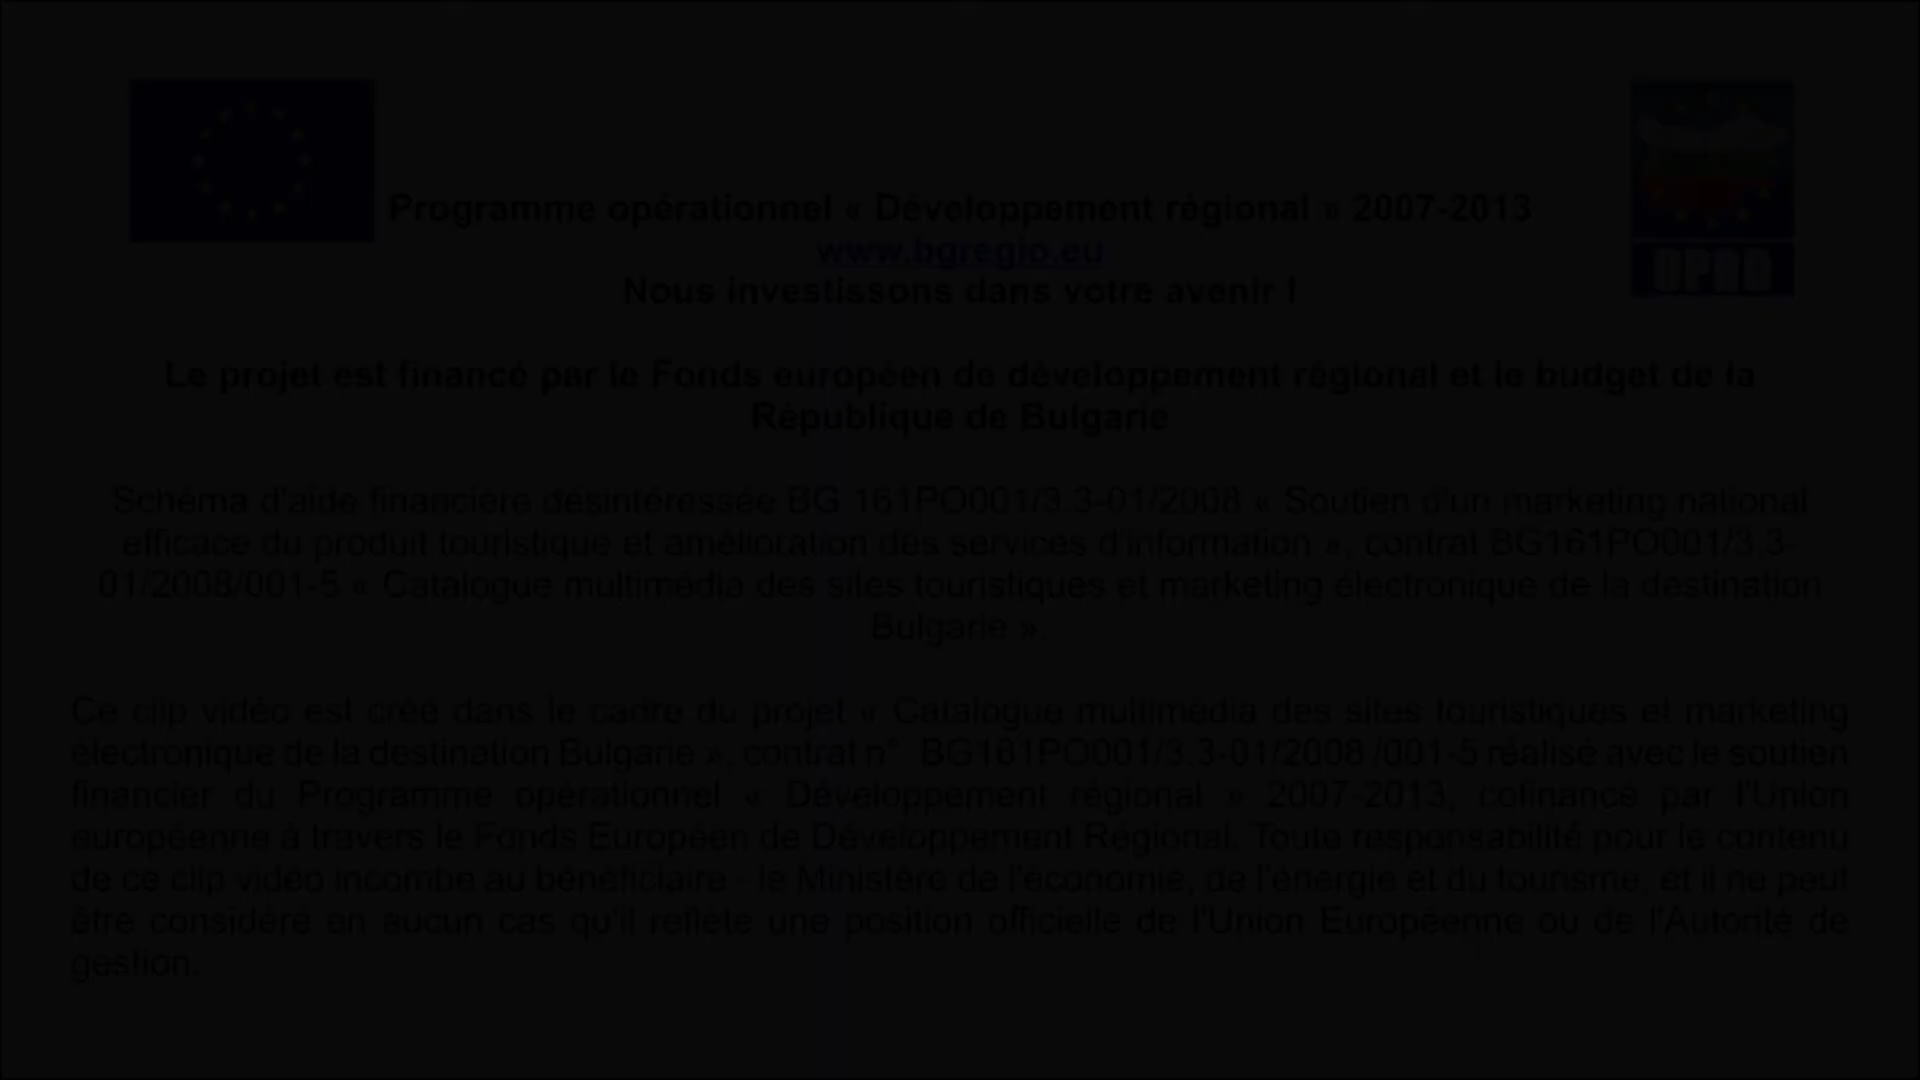 Programme opérationnel « Développement régional » 2007-2013
www.bgregio.eu
Nous investissons dans votre avenir !
Le projet est financé par le Fonds européen de développement régional et le budget de la
République de Bulgarie
Schéma d'aide financière désintéressée BG 161PO001/3.3-01/2008 « Soutien d'un marketing national
efficace du produit touristique et amélioration des services d'information », contrat BG161PO001/3.3-
01/2008/001-5 « Catalogue multimédia des sites touristiques et marketing électronique de la destination
Bulgarie ».
Ce clip vidéo est créé dans le cadre du projet « Catalogue multimédia des sites touristiques et marketing
électronique de la destination Bulgarie », contrat n° BG161PO001/3.3-01/2008 /001-5 réalisé avec le soutien
financier du Programme opérationnel « Développement régional » 2007-2013, cofinancé par l'Union
européenne à travers le Fonds Européen de Développement Régional. Toute responsabilité pour le contenu
de ce clip vidéo incombe au bénéficiaire - le Ministère de l'économie, de l'énergie et du tourisme, et il ne peut
être considéré en aucun cas qu'il reflète une position officielle de l'Union Européenne ou de l'Autorité de
gestion.
OPRD